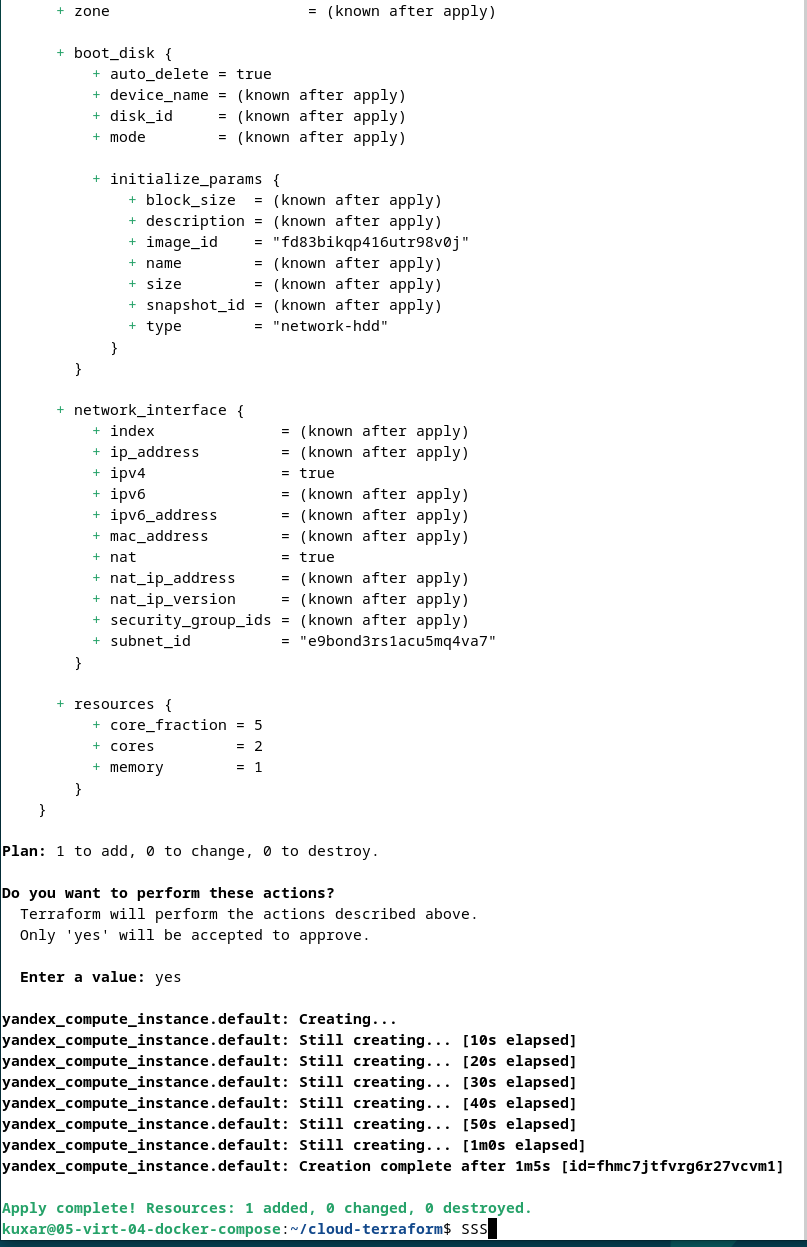 + zone                      = (known after apply)
+ boot_disk {
+ auto_delete = true
+ device_name = (known after apply)
+ disk_id     = (known after apply)
+ mode        = (known after apply)
+ initialize_params {
+ block_size  = (known after apply)
+ description = (known after apply)
+ image_id    = "fd83bikqp416utr98v0j"
+ name        = (known after apply)
+ size        = (known after apply)
+ snapshot_id = (known after apply)
+ type        = "network-hdd"
}
}
+ network_interface {
+ index              = (known after apply)
+ ip_address         = (known after apply)
+ ipv4               = true
+ ipv6               = (known after apply)
+ ipv6_address       = (known after apply)
+ mac_address        = (known after apply)
+ nat                = true
+ nat_ip_address     = (known after apply)
+ nat_ip_version     = (known after apply)
+ security_group_ids = (known after apply)
+ subnet_id          = "e9bond3rs1acu5mq4va7"
}
+ resources {
+ core_fraction = 5
+ cores         = 2
+ memory        = 1
}
}
Plan: 1 to add, 0 to change, 0 to destroy.
Do you want to perform these actions?
Terraform will perform the actions described above.
Only 'yes' will be accepted to approve.
Enter a value: yes
yandex_compute_instance.default: Creating...
yandex_compute_instance.default: Still creating... [10s elapsed]
yandex_compute_instance.default: Still creating... [20s elapsed]
yandex_compute_instance.default: Still creating... [30s elapsed]
yandex_compute_instance.default: Still creating... [40s elapsed]
yandex_compute_instance.default: Still creating... [50s elapsed]
yandex_compute_instance.default: Still creating... [1m0s elapsed]
yandex_compute_instance.default: Creation complete after 1m5s [id=fhmc7jtfvrg6r27vcvm1]
Apply complete! Resources: 1 added, 0 changed, 0 destroyed.
kuxar@05-virt-04-docker-compose:~/cloud-terraform$ SSS